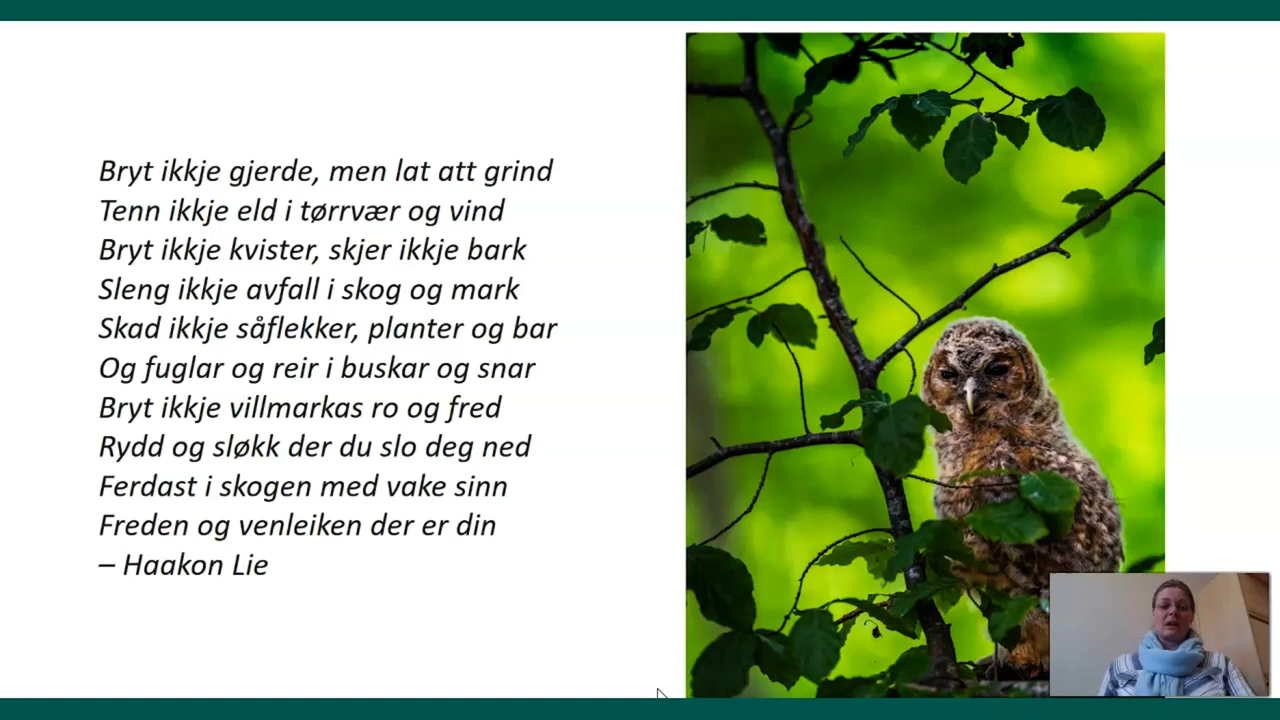 Bryt ikkje gjerde, men lat att grind
Tenn ikkje eld i tørrvær og vind
Bryt ikkje kvister, skjer ikkje bark
Sleng ikkje avfall i skog og mark
Skad ikkje såflekker, planter og bar
Og fuglar og reir i buskar og snar
Bryt ikkje villmarkas ro og fred
Rydd og sløkk der du slo deg ned
Ferdast i skogen med vake sinn
Freden og venleiken der er din
– Haakon Lie